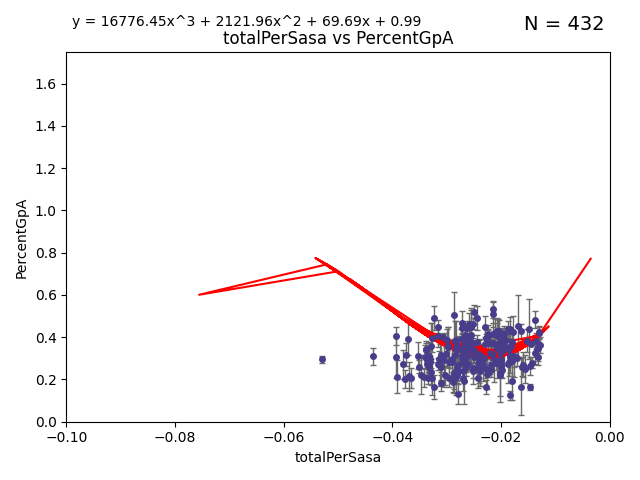 y = 16776.45x^3 + 2121.96x^2 + 69.69x + 0.99
N = 432
totalPerSasa vs PercentGpA
PercentGpA
1.6
1.4
1.2
1.0
0.8
0.6
0.4
0.2
0.0
−0.10 −0.08 −0.06 −0.04 −0.02 0.00
totalPerSasa